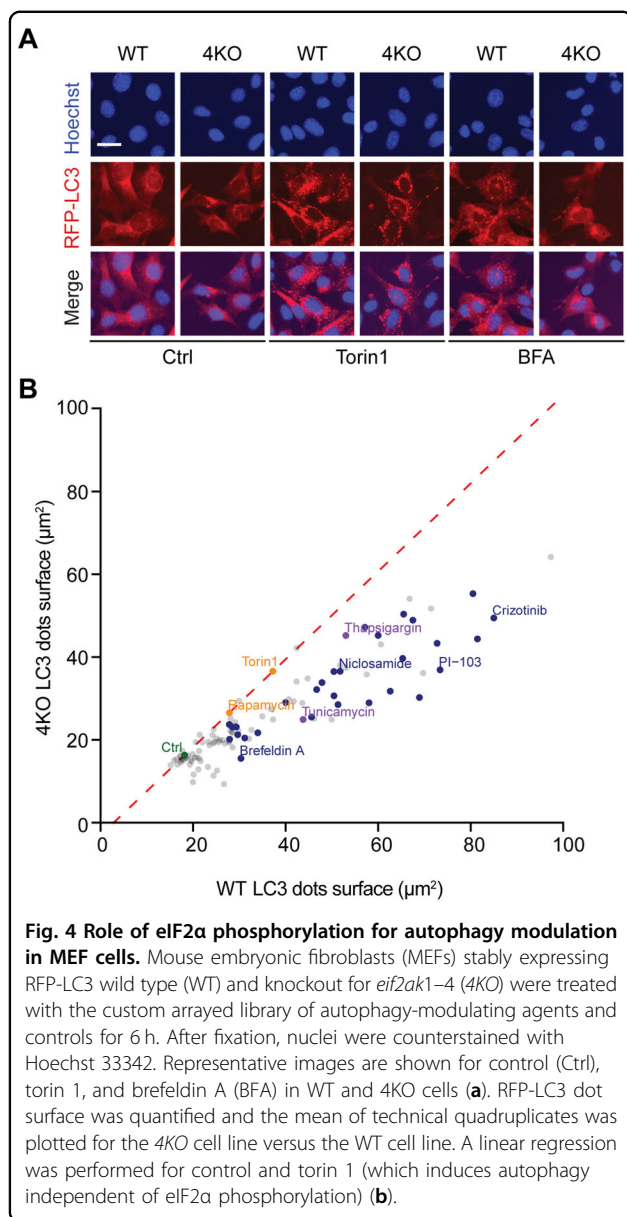 A
WT 4KO WT 4KO WT 4KO
Hoechst
RFP-LC3
Merge
Ctrl Torin1 BFA
B
100
80
60
40
20
0
4KO LC3 dots surface (µm²)
Thapsigargin
Crizotinib
Torin1
Niclosamide
PI−103
Rapamycin
Tunicamycin
Ctrl
Brefeldin A
0 20 40 60 80 100
WT LC3 dots surface (µm²)
Fig. 4 Role of eIF2α phosphorylation for autophagy modulation
in MEF cells. Mouse embryonic fibroblasts (MEFs) stably expressing
RFP-LC3 wild type (WT) and knockout for eif2ak1–4 (4KO) were treated
with the custom arrayed library of autophagy-modulating agents and
controls for 6 h. After fixation, nuclei were counterstained with
Hoechst 33342. Representative images are shown for control (Ctrl),
torin 1, and brefeldin A (BFA) in WT and 4KO cells (a). RFP-LC3 dot
surface was quantified and the mean of technical quadruplicates was
plotted for the 4KO cell line versus the WT cell line. A linear regression
was performed for control and torin 1 (which induces autophagy
independent of eIF2α phosphorylation) (b).